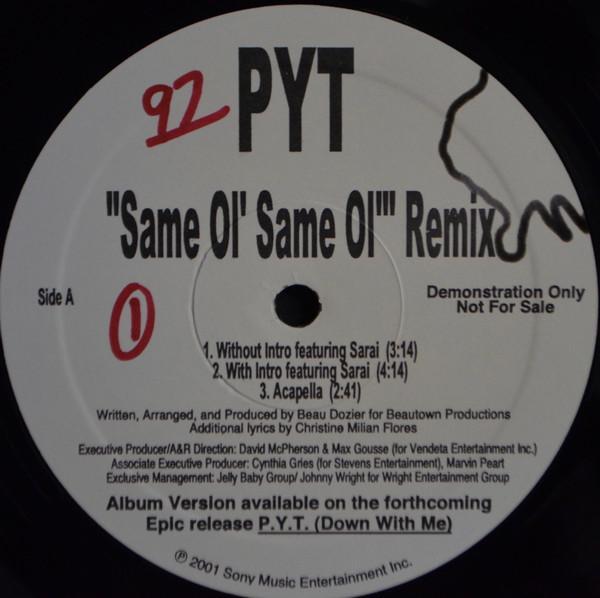 92
PYT
"Same Ol' Same Ol'" Remix
Side A
Demonstration Only
Not For Sale
1
1. Without Intro featuring Sarai (3:14)
2. With Intro featuring Sarai (4:14)
3. Acapella (2:41)
Written, Arranged, and Produced by Beau Dozier for Beautown Productions
Additional lyrics by Christine Milian Flores
Executive Producer/A&R Direction: David McPherson & Max Gousse (for Vendeta Entertainment Inc.)
Associate Executive Producer: Cynthia Gries (for Stevens Entertainment), Marvin Peart
Exclusive Management: Jelly Baby Group/ Johnny Wright for Wright Entertainment Group
Album Version available on the forthcoming
Epic release P.Y.T. (Down With Me)
℗ 2001 Sony Music Entertainment Inc.